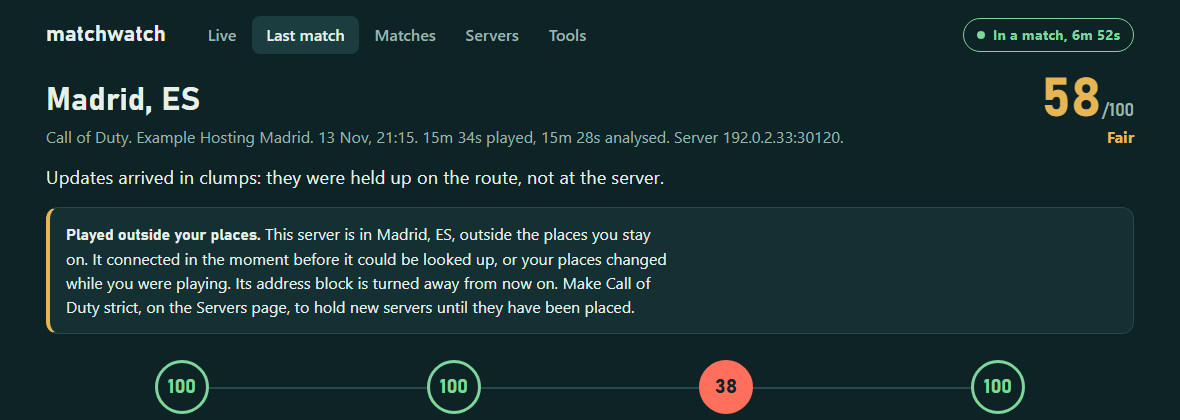 matchwatch Live Last match Matches Servers Tools In a match, 6m 52s
Madrid, ES
58/100
Call of Duty. Example Hosting Madrid. 13 Nov, 21:15. 15m 34s played, 15m 28s analysed. Server 192.0.2.33:30120.
Fair
Updates arrived in clumps: they were held up on the route, not at the server.
Played outside your places. This server is in Madrid, ES, outside the places you stay
on. It connected in the moment before it could be looked up, or your places changed
while you were playing. Its address block is turned away from now on. Make Call of
Duty strict, on the Servers page, to hold new servers until they have been placed.
100 100 38 100